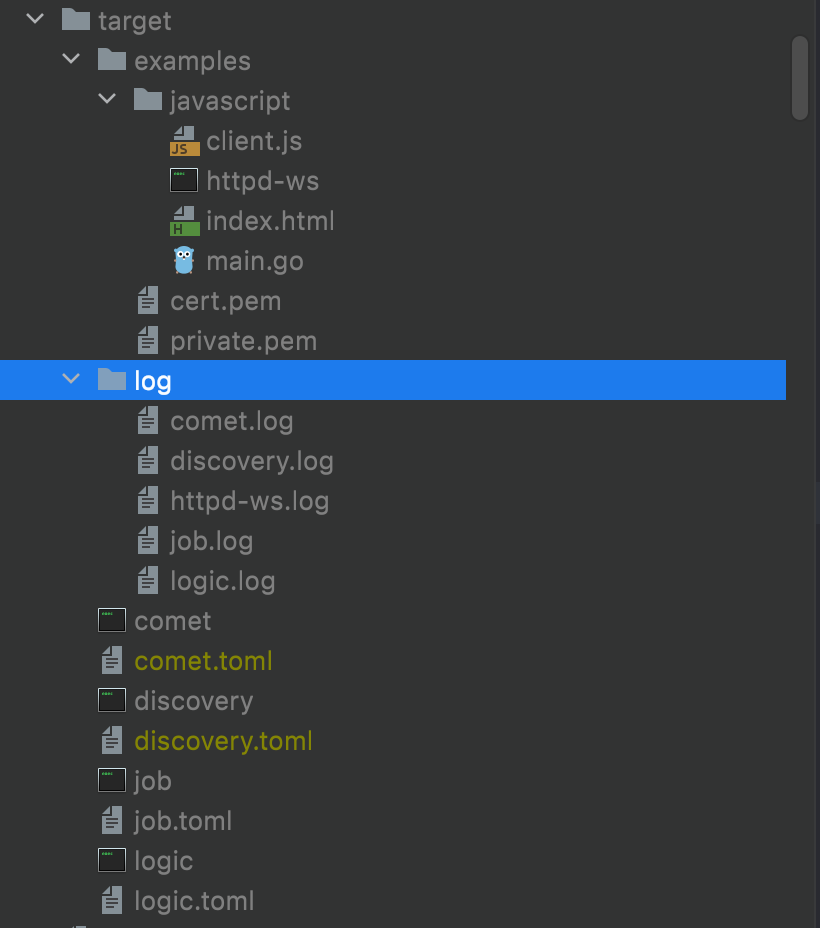 target
examples
javascript
client.js
httpd-ws
index.html
main.go
cert.pem
private.pem
log
comet.log
discovery.log
httpd-ws.log
job.log
logic.log
comet
comet.toml
discovery
discovery.toml
job
job.toml
logic
logic.toml